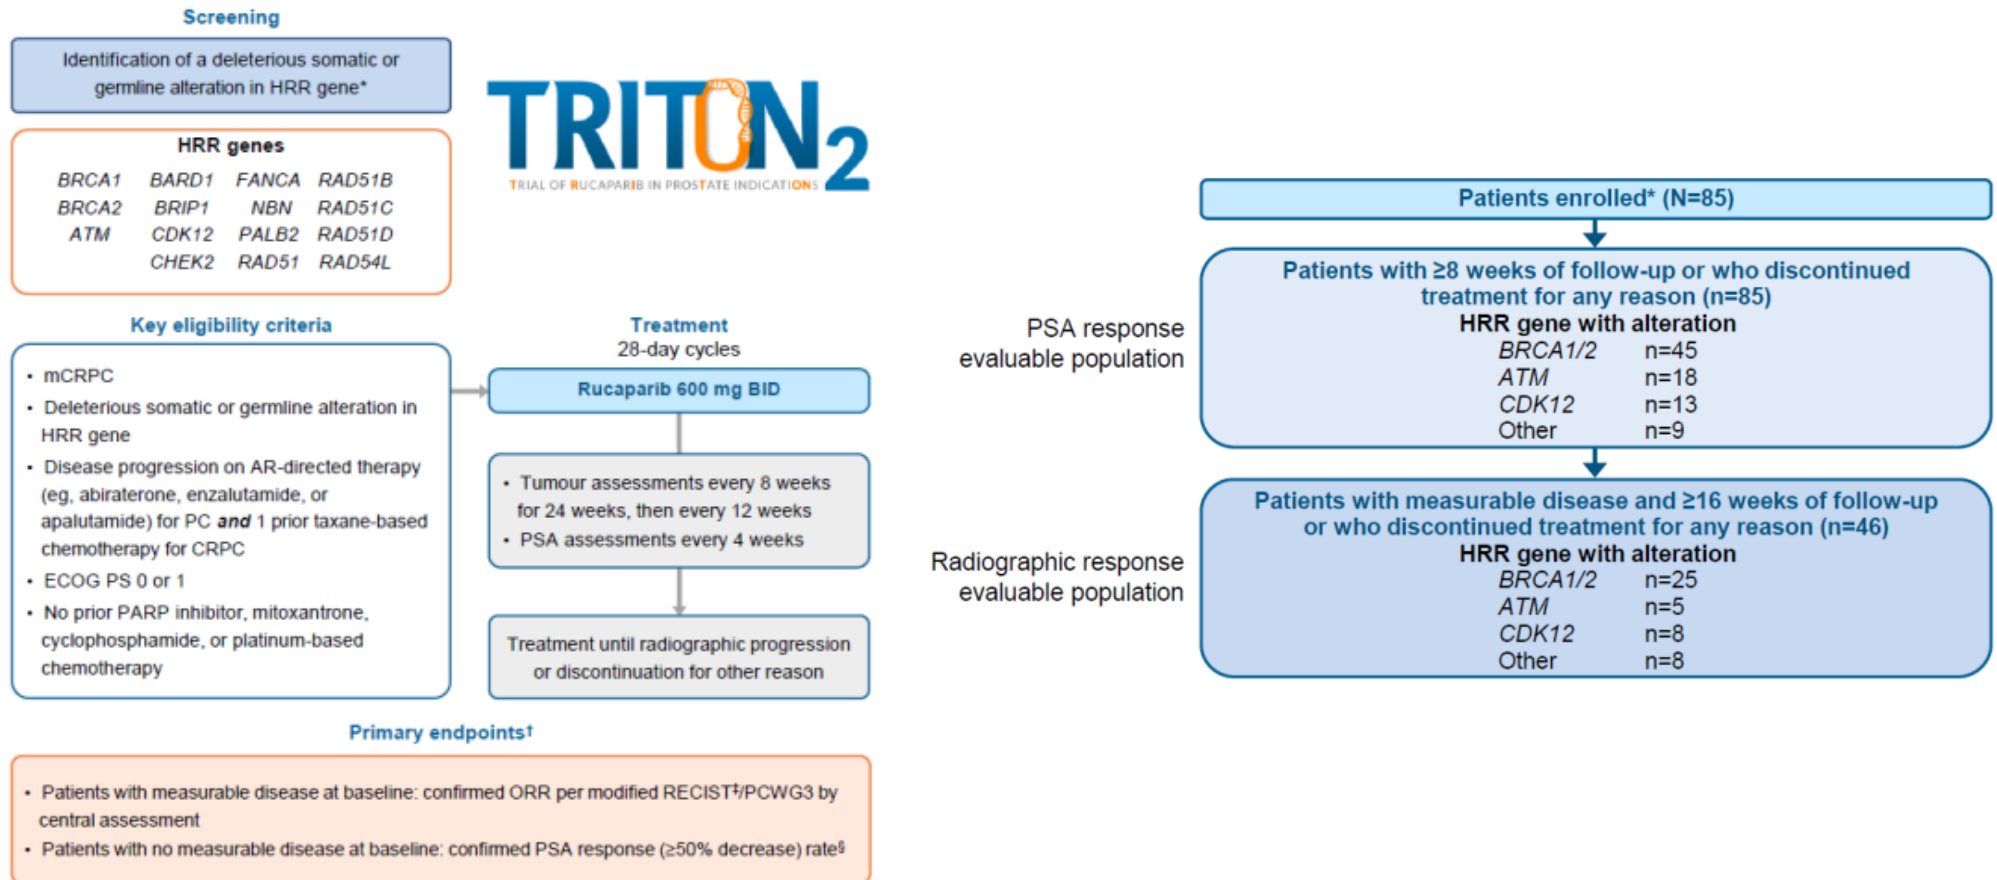 Screening
Identification of a deleterious somatic or
germline alteration in HRR gene*
HRR genes
BRCA1 BARD1 FANCA RAD51B
BRCA2 BRIP1 NBN RAD51C
ATM CDK12 PALB2 RAD51D
CHEK2 RAD51 RAD54L
TRITON2
TRIAL OF RUCAPARIB IN PROSTATE INDICATIONS
Key eligibility criteria
• mCRPC
• Deleterious somatic or germline alteration in
HRR gene
• Disease progression on AR-directed therapy
(eg, abiraterone, enzalutamide, or
apalutamide) for PC and 1 prior taxane-based
chemotherapy for CRPC
• ECOG PS 0 or 1
• No prior PARP inhibitor, mitoxantrone,
cyclophosphamide, or platinum-based
chemotherapy
Treatment
28-day cycles
Rucaparib 600 mg BID
• Tumour assessments every 8 weeks
for 24 weeks, then every 12 weeks
• PSA assessments every 4 weeks
Treatment until radiographic progression
or discontinuation for other reason
Primary endpoints†
• Patients with measurable disease at baseline: confirmed ORR per modified RECIST‡/PCWG3 by
central assessment
• Patients with no measurable disease at baseline: confirmed PSA response (≥50% decrease) rate§
Patients enrolled* (N=85)
PSA response
evaluable population
Patients with ≥8 weeks of follow-up or who discontinued
treatment for any reason (n=85)
HRR gene with alteration
BRCA1/2 n=45
ATM n=18
CDK12 n=13
Other n=9
Radiographic response
evaluable population
Patients with measurable disease and ≥16 weeks of follow-up
or who discontinued treatment for any reason (n=46)
HRR gene with alteration
BRCA1/2 n=25
ATM n=5
CDK12 n=8
Other n=8